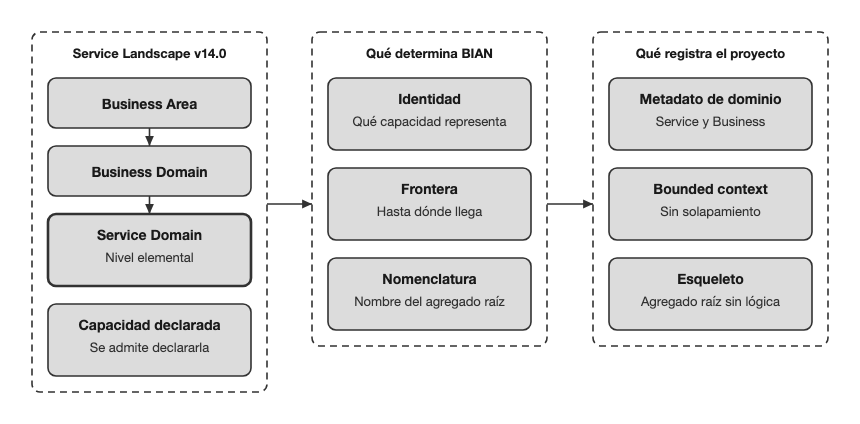 Service Landscape v14.0
Business Area
Business Domain
Service Domain
Nivel elemental
Capacidad declarada
Se admite declararla
Qué determina BIAN
Identidad
Qué capacidad representa
Frontera
Hasta dónde llega
Nomenclatura
Nombre del agregado raíz
Qué registra el proyecto
Metadato de dominio
Service y Business
Bounded context
Sin solapamiento
Esqueleto
Agregado raíz sin lógica